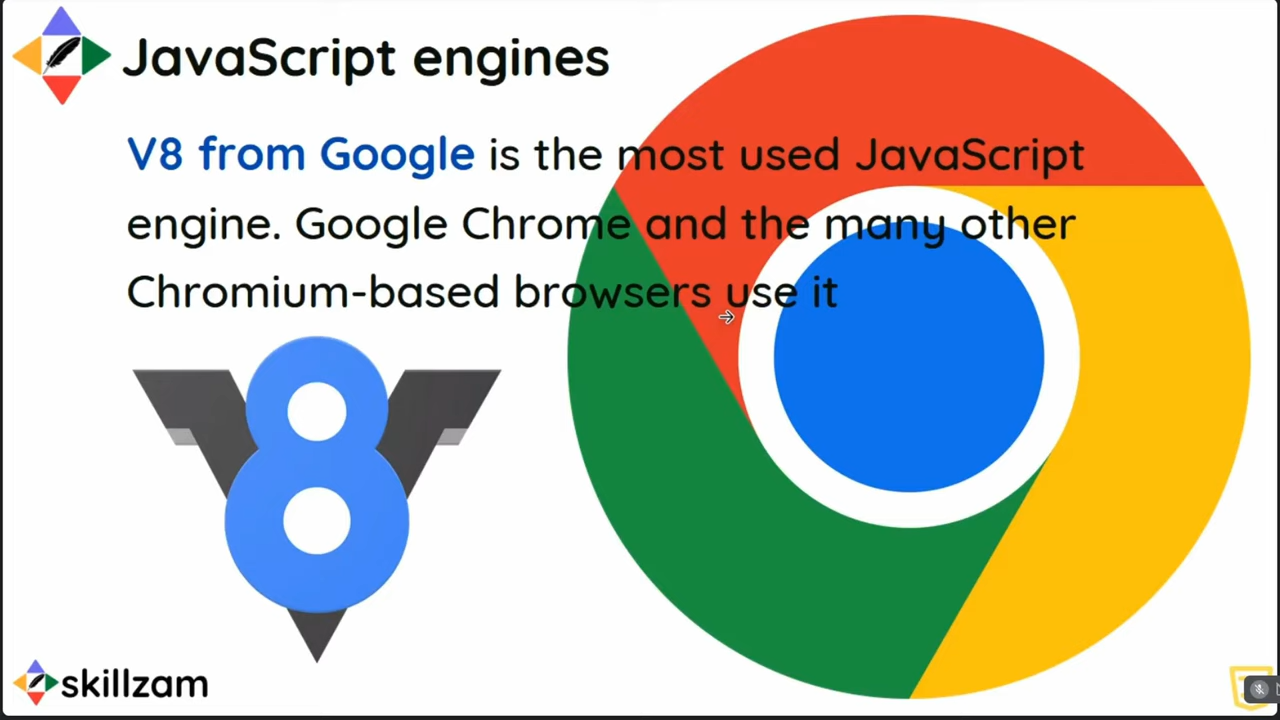 JavaScript engines
V8 from Google is the most used JavaScript
engine. Google Chrome and the many other
Chromium-based browsers use it
V8
skillzam